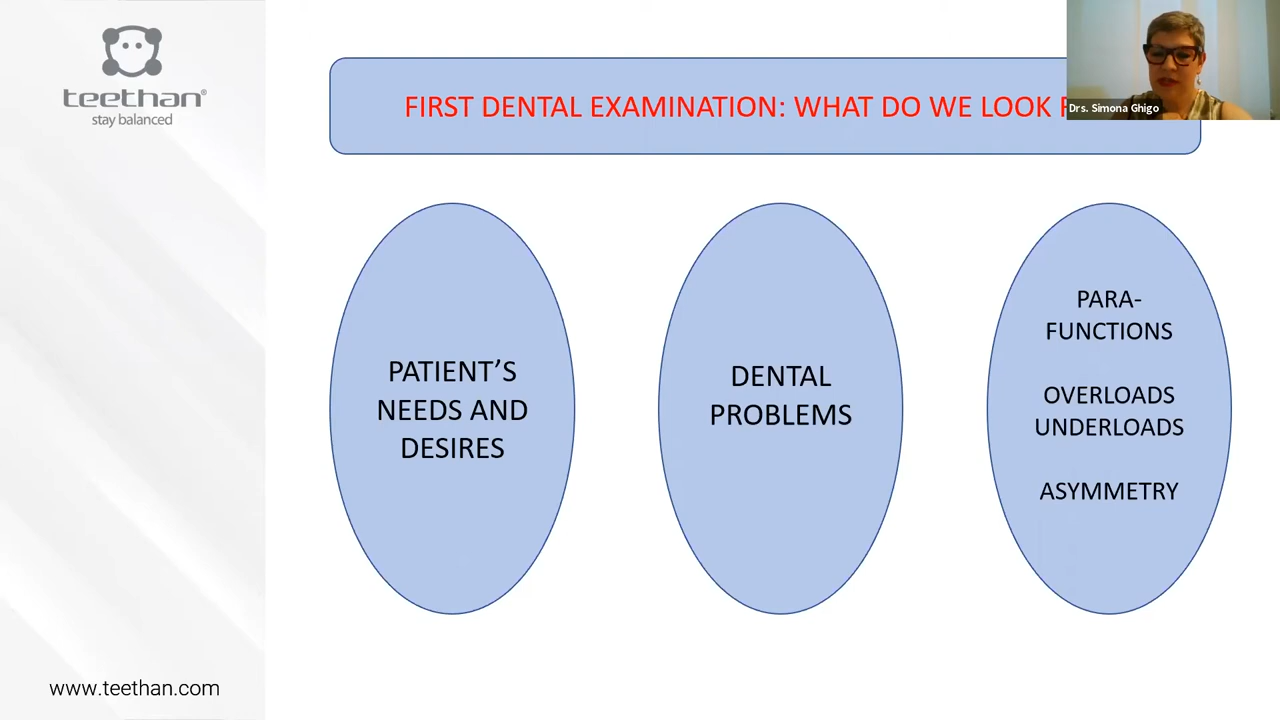 teethan®
stay balanced
FIRST DENTAL EXAMINATION: WHAT DO WE LOOK
Drs. Simona Ghigo
PATIENT’S
NEEDS AND
DESIRES
DENTAL
PROBLEMS
PARA-
FUNCTIONS
OVERLOADS
UNDERLOADS
ASYMMETRY
www.teethan.com